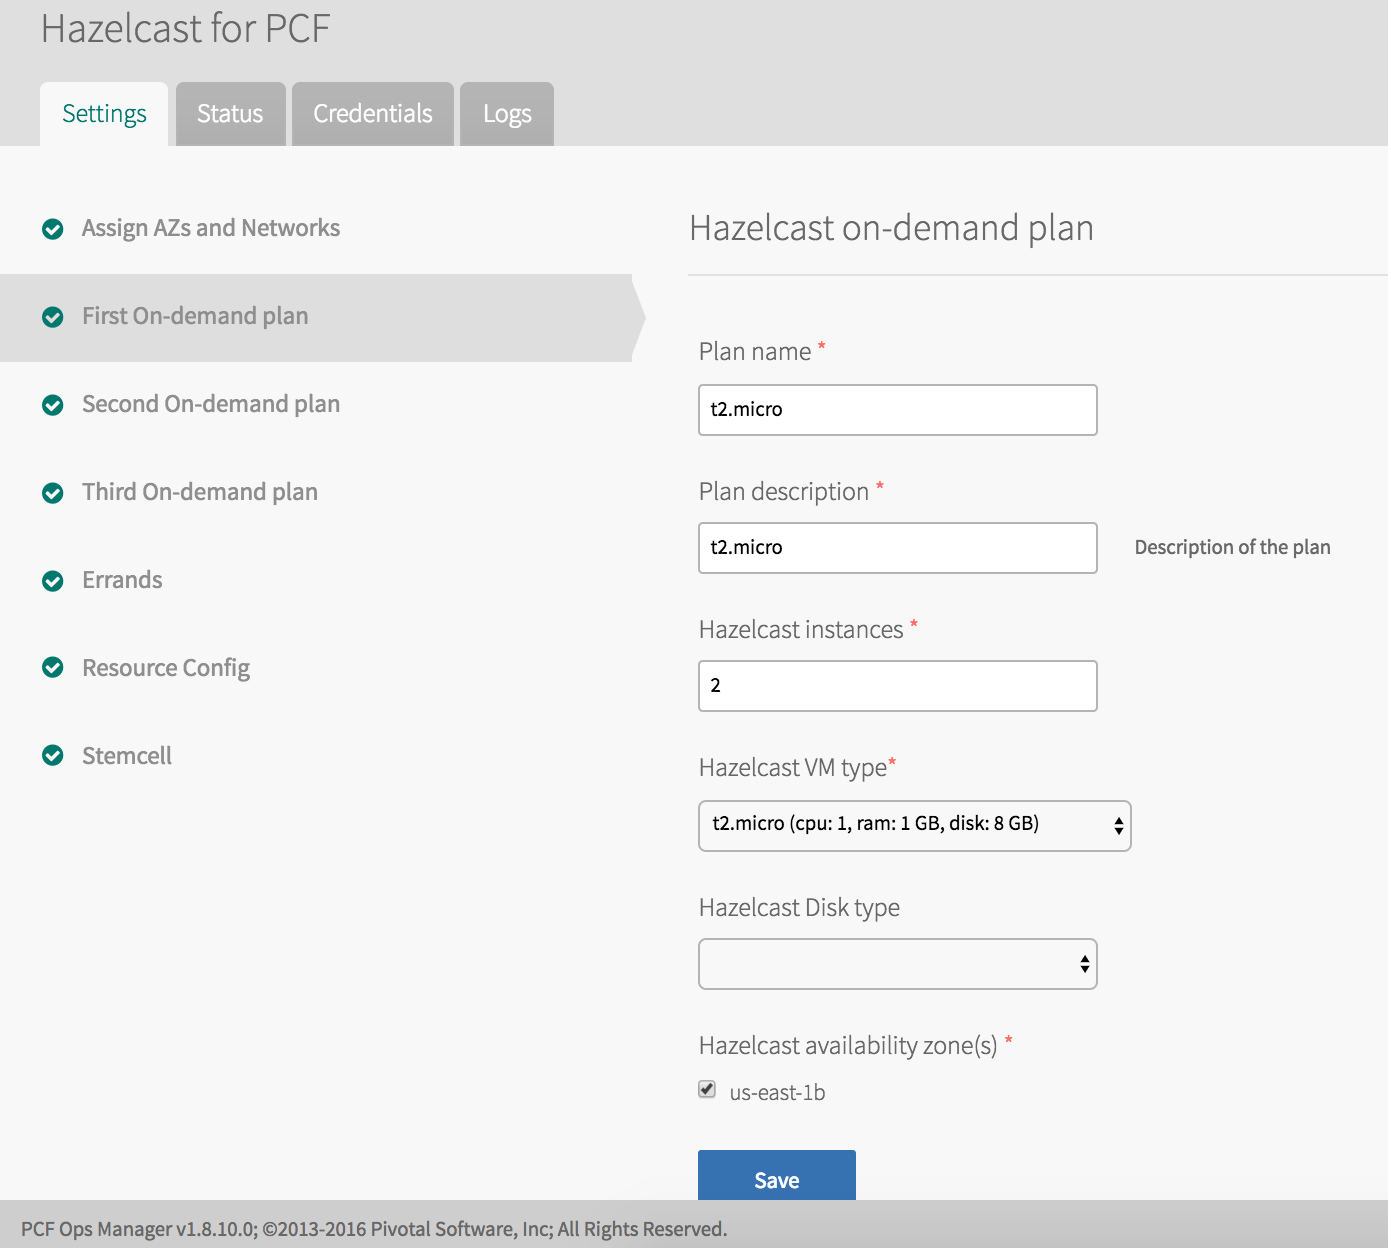 Hazelcast for PCF
Settings
Status
Credentials
Logs
Assign AZs and Networks
First On-demand plan
Second On-demand plan
Third On-demand plan
Errands
Resource Config
Stemcell
Hazelcast on-demand plan
Plan name *
t2.micro
Plan description *
t2.micro
Description of the plan
Hazelcast instances *
2
Hazelcast VM type*
t2.micro (cpu: 1, ram: 1 GB, disk: 8 GB)
Hazelcast Disk type
Hazelcast availability zone(s) *
us-east-1b
Save
PCF Ops Manager v1.8.10.0; ©2013-2016 Pivotal Software, Inc; All Rights Reserved.